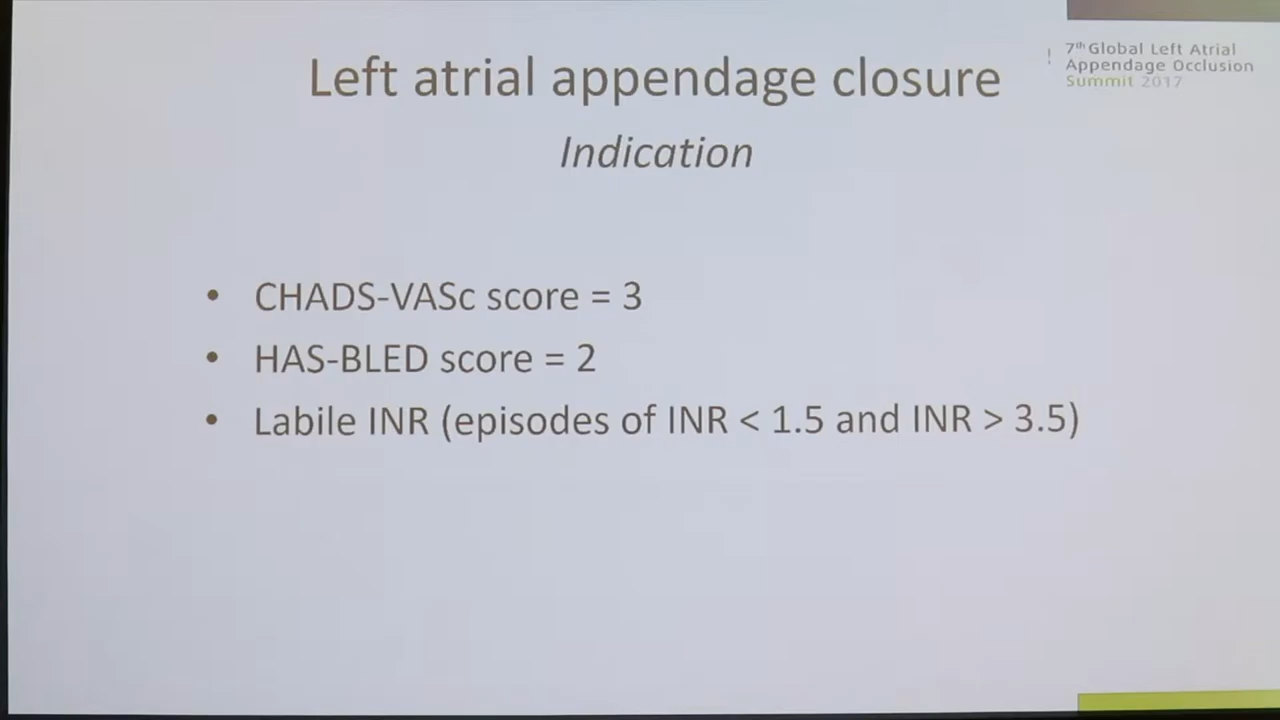 Left atrial appendage closure
7th Global Left Atrial
Appendage Occlusion
Summit 2017
Indication
• CHADS-VASc score = 3
• HAS-BLED score = 2
• Labile INR (episodes of INR < 1.5 and INR > 3.5)